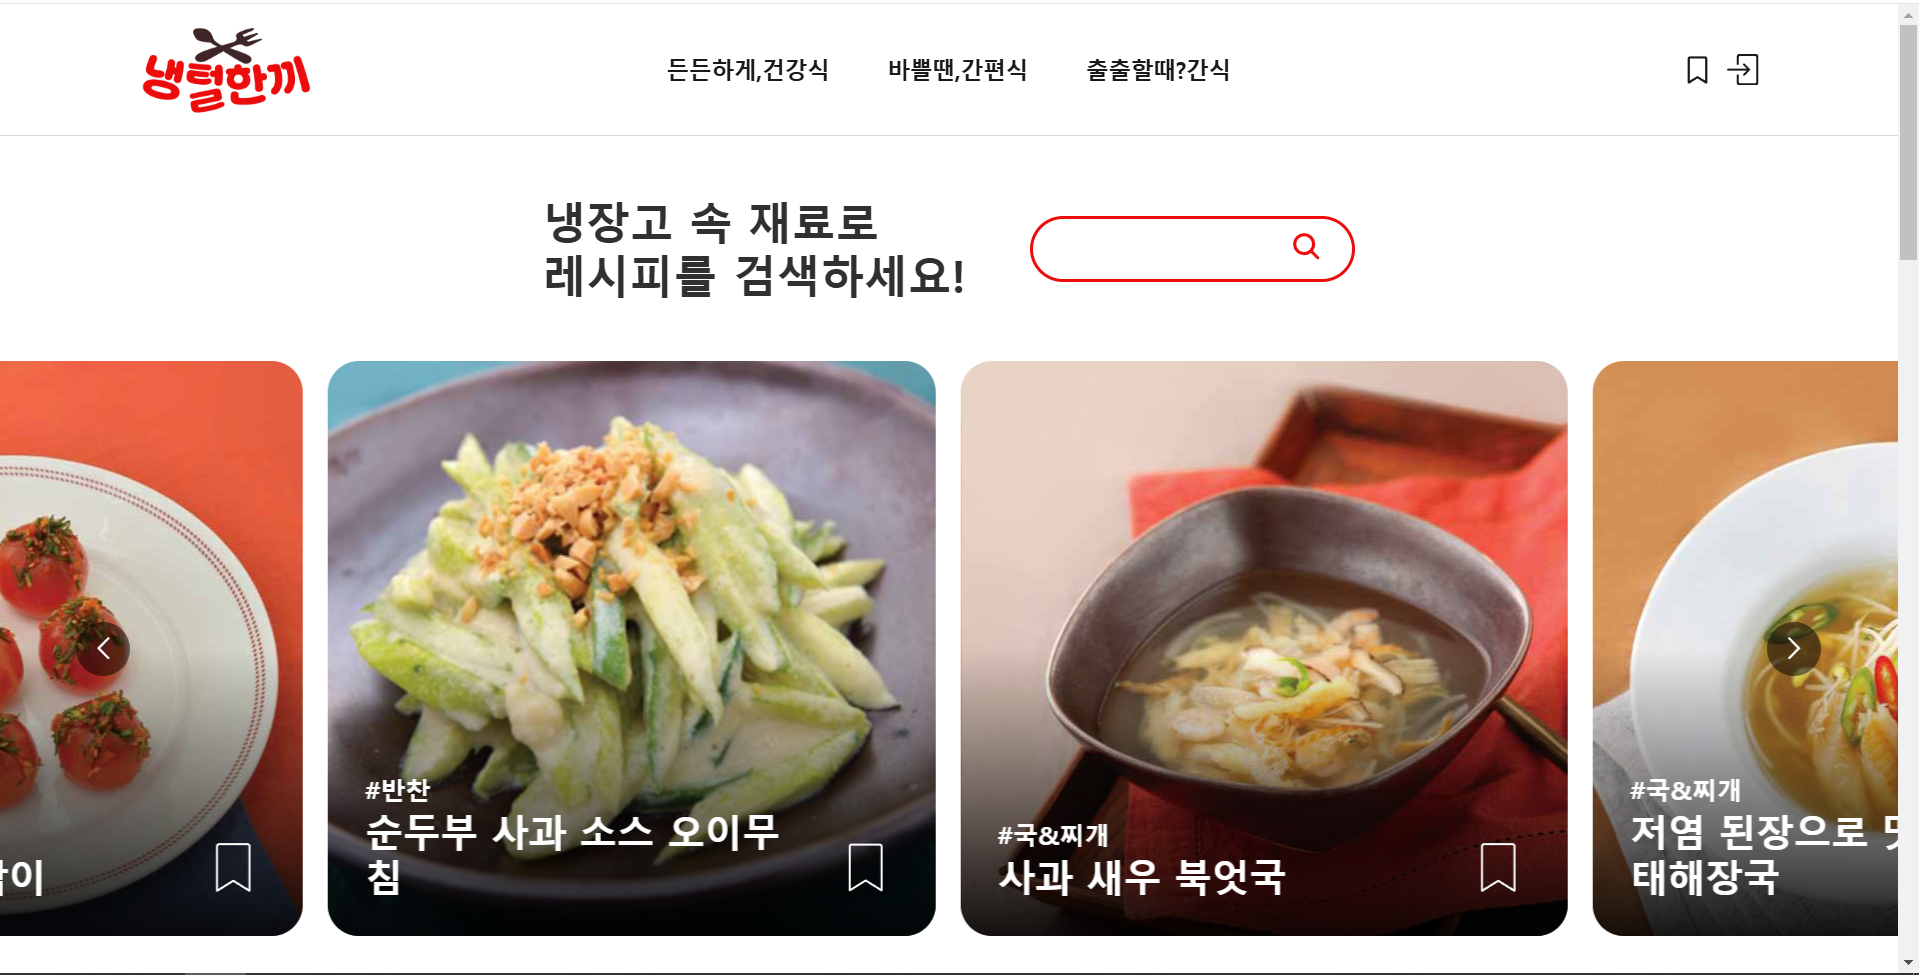 냉털한끼
든든하게,건강식
바쁠땐,간편식
출출할때?간식
냉장고 속 재료로
레시피를 검색하세요!
#반찬
순두부 사과 소스 오이무
침
#국&찌개
사과 새우 북엇국
#국&찌개
저염 된장으로
태해장국